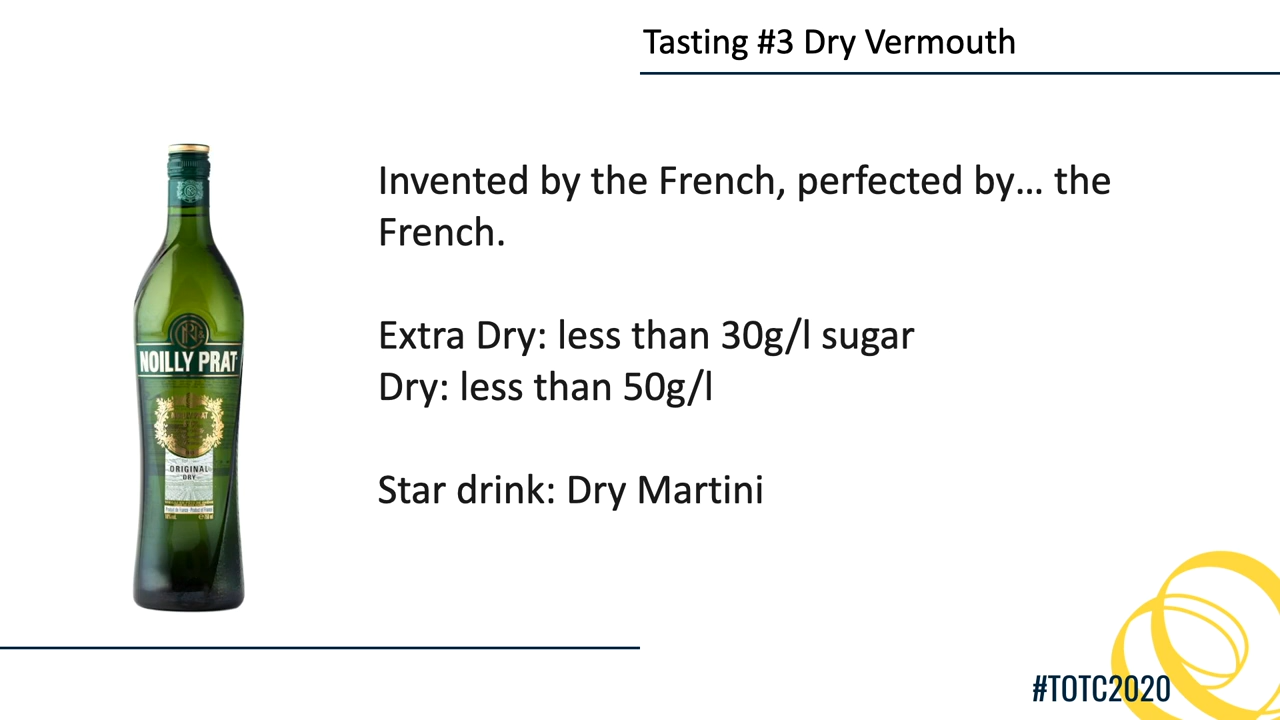 Tasting #3 Dry Vermouth
Invented by the French, perfected by… the
French.
Extra Dry: less than 30g/l sugar
Dry: less than 50g/l
Star drink: Dry Martini
NOILLY PRAT
ORIGINAL
DRY
#TOTC2020